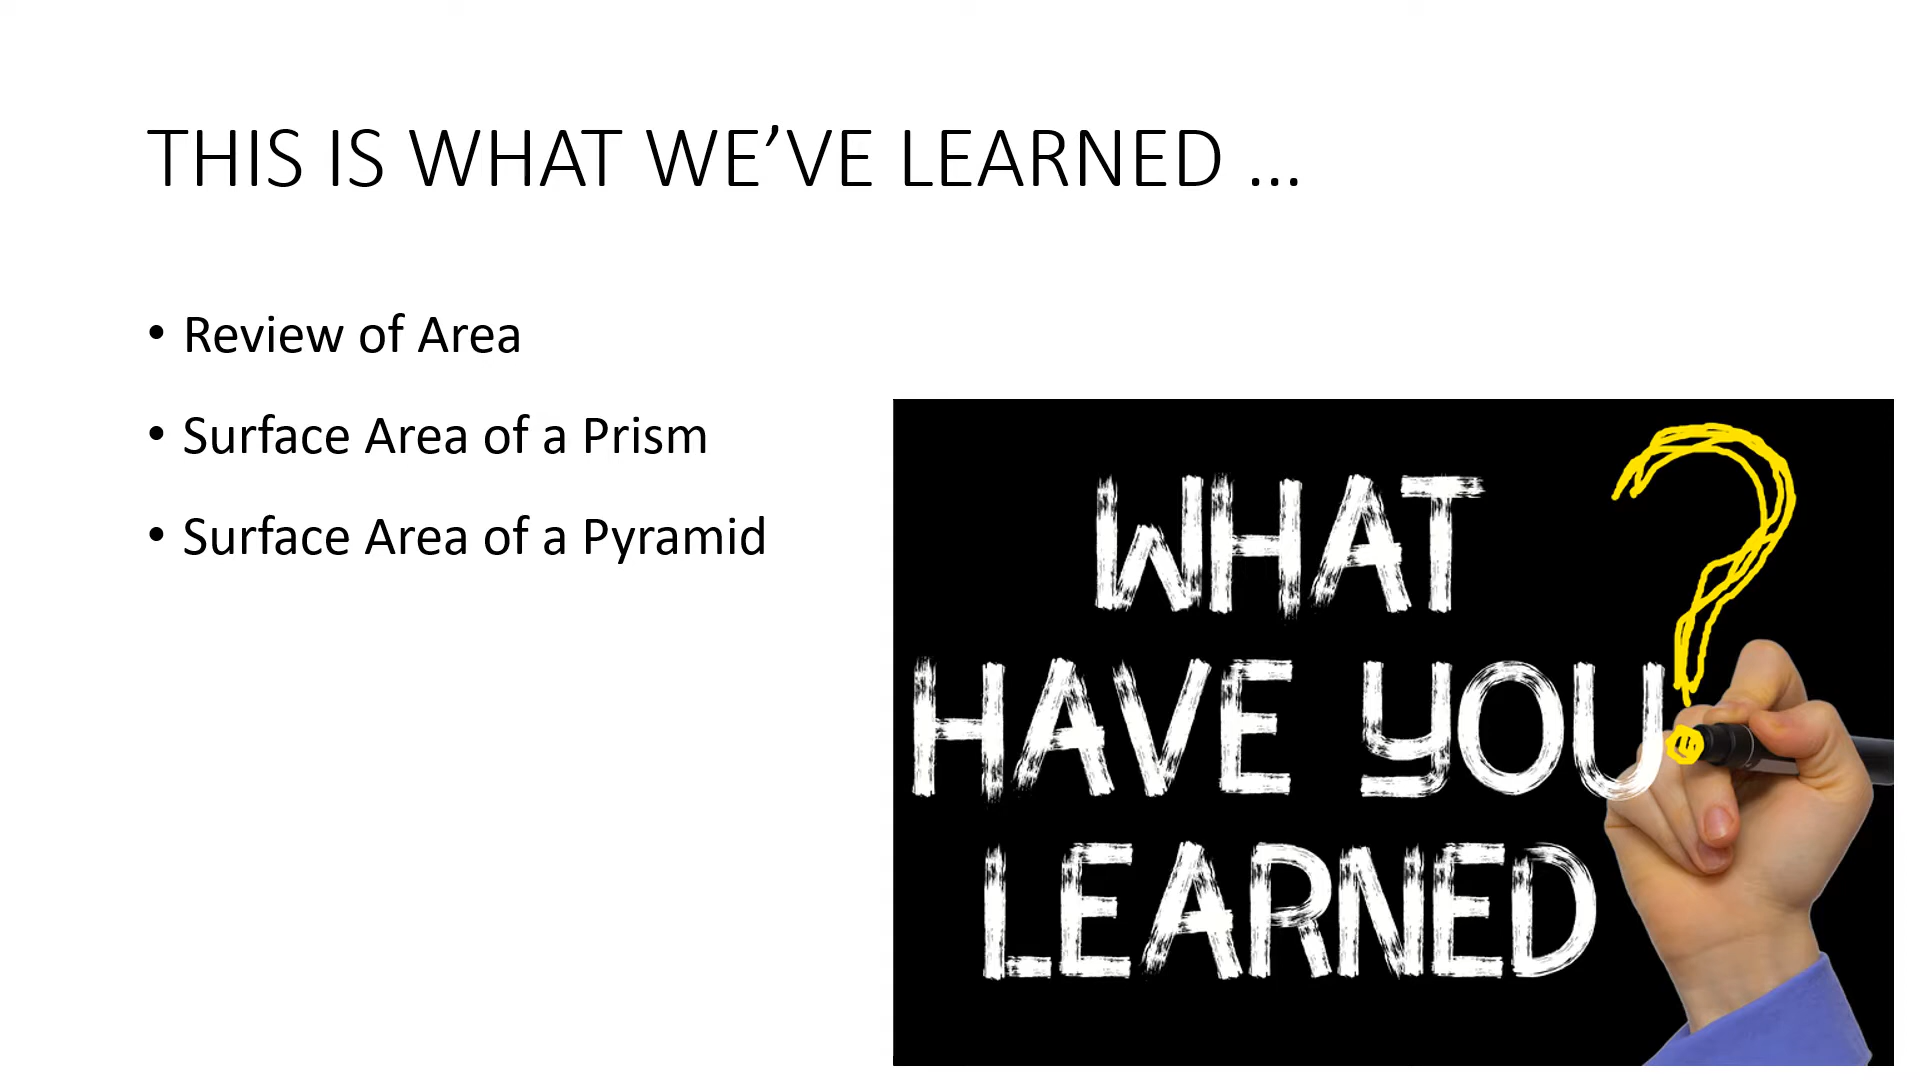 THIS IS WHAT WE’VE LEARNED …
• Review of Area
• Surface Area of a Prism
• Surface Area of a Pyramid
WHAT
HAVE YOU
LEARNED
?